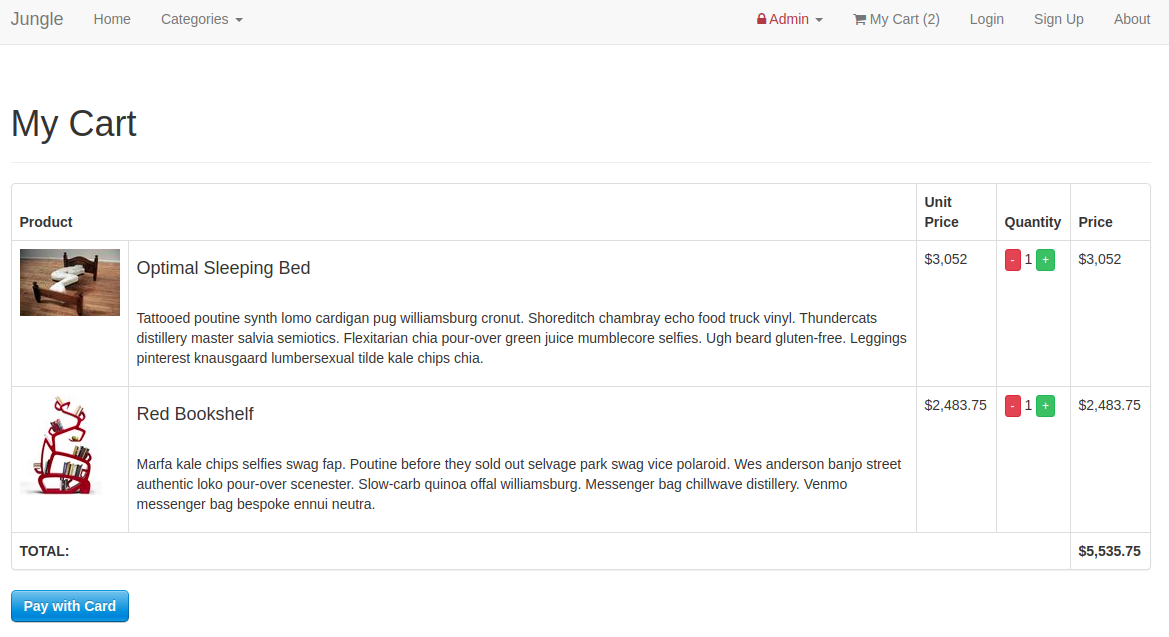 Jungle Home Categories Admin My Cart (2) Login Sign Up About
My Cart
Product Unit Price Quantity Price
Optimal Sleeping Bed $3,052 - 1 + $3,052
Tattooed poutine synth lomo cardigan pug williamsburg cronut. Shoreditch chambray echo food truck vinyl. Thundercats
distillery master salvia semiotics. Flexitarian chia pour-over green juice mumblecore selfies. Ugh beard gluten-free. Leggings
pinterest knausgaard lumbersexual tilde kale chips chia.
Red Bookshelf $2,483.75 - 1 + $2,483.75
Marfa kale chips selfies swag fap. Poutine before they sold out selvage park swag vice polaroid. Wes anderson banjo street
authentic loko pour-over scenester. Slow-carb quinoa offal williamsburg. Messenger bag chillwave distillery. Venmo
messenger bag bespoke ennui neutra.
TOTAL: $5,535.75
Pay with Card